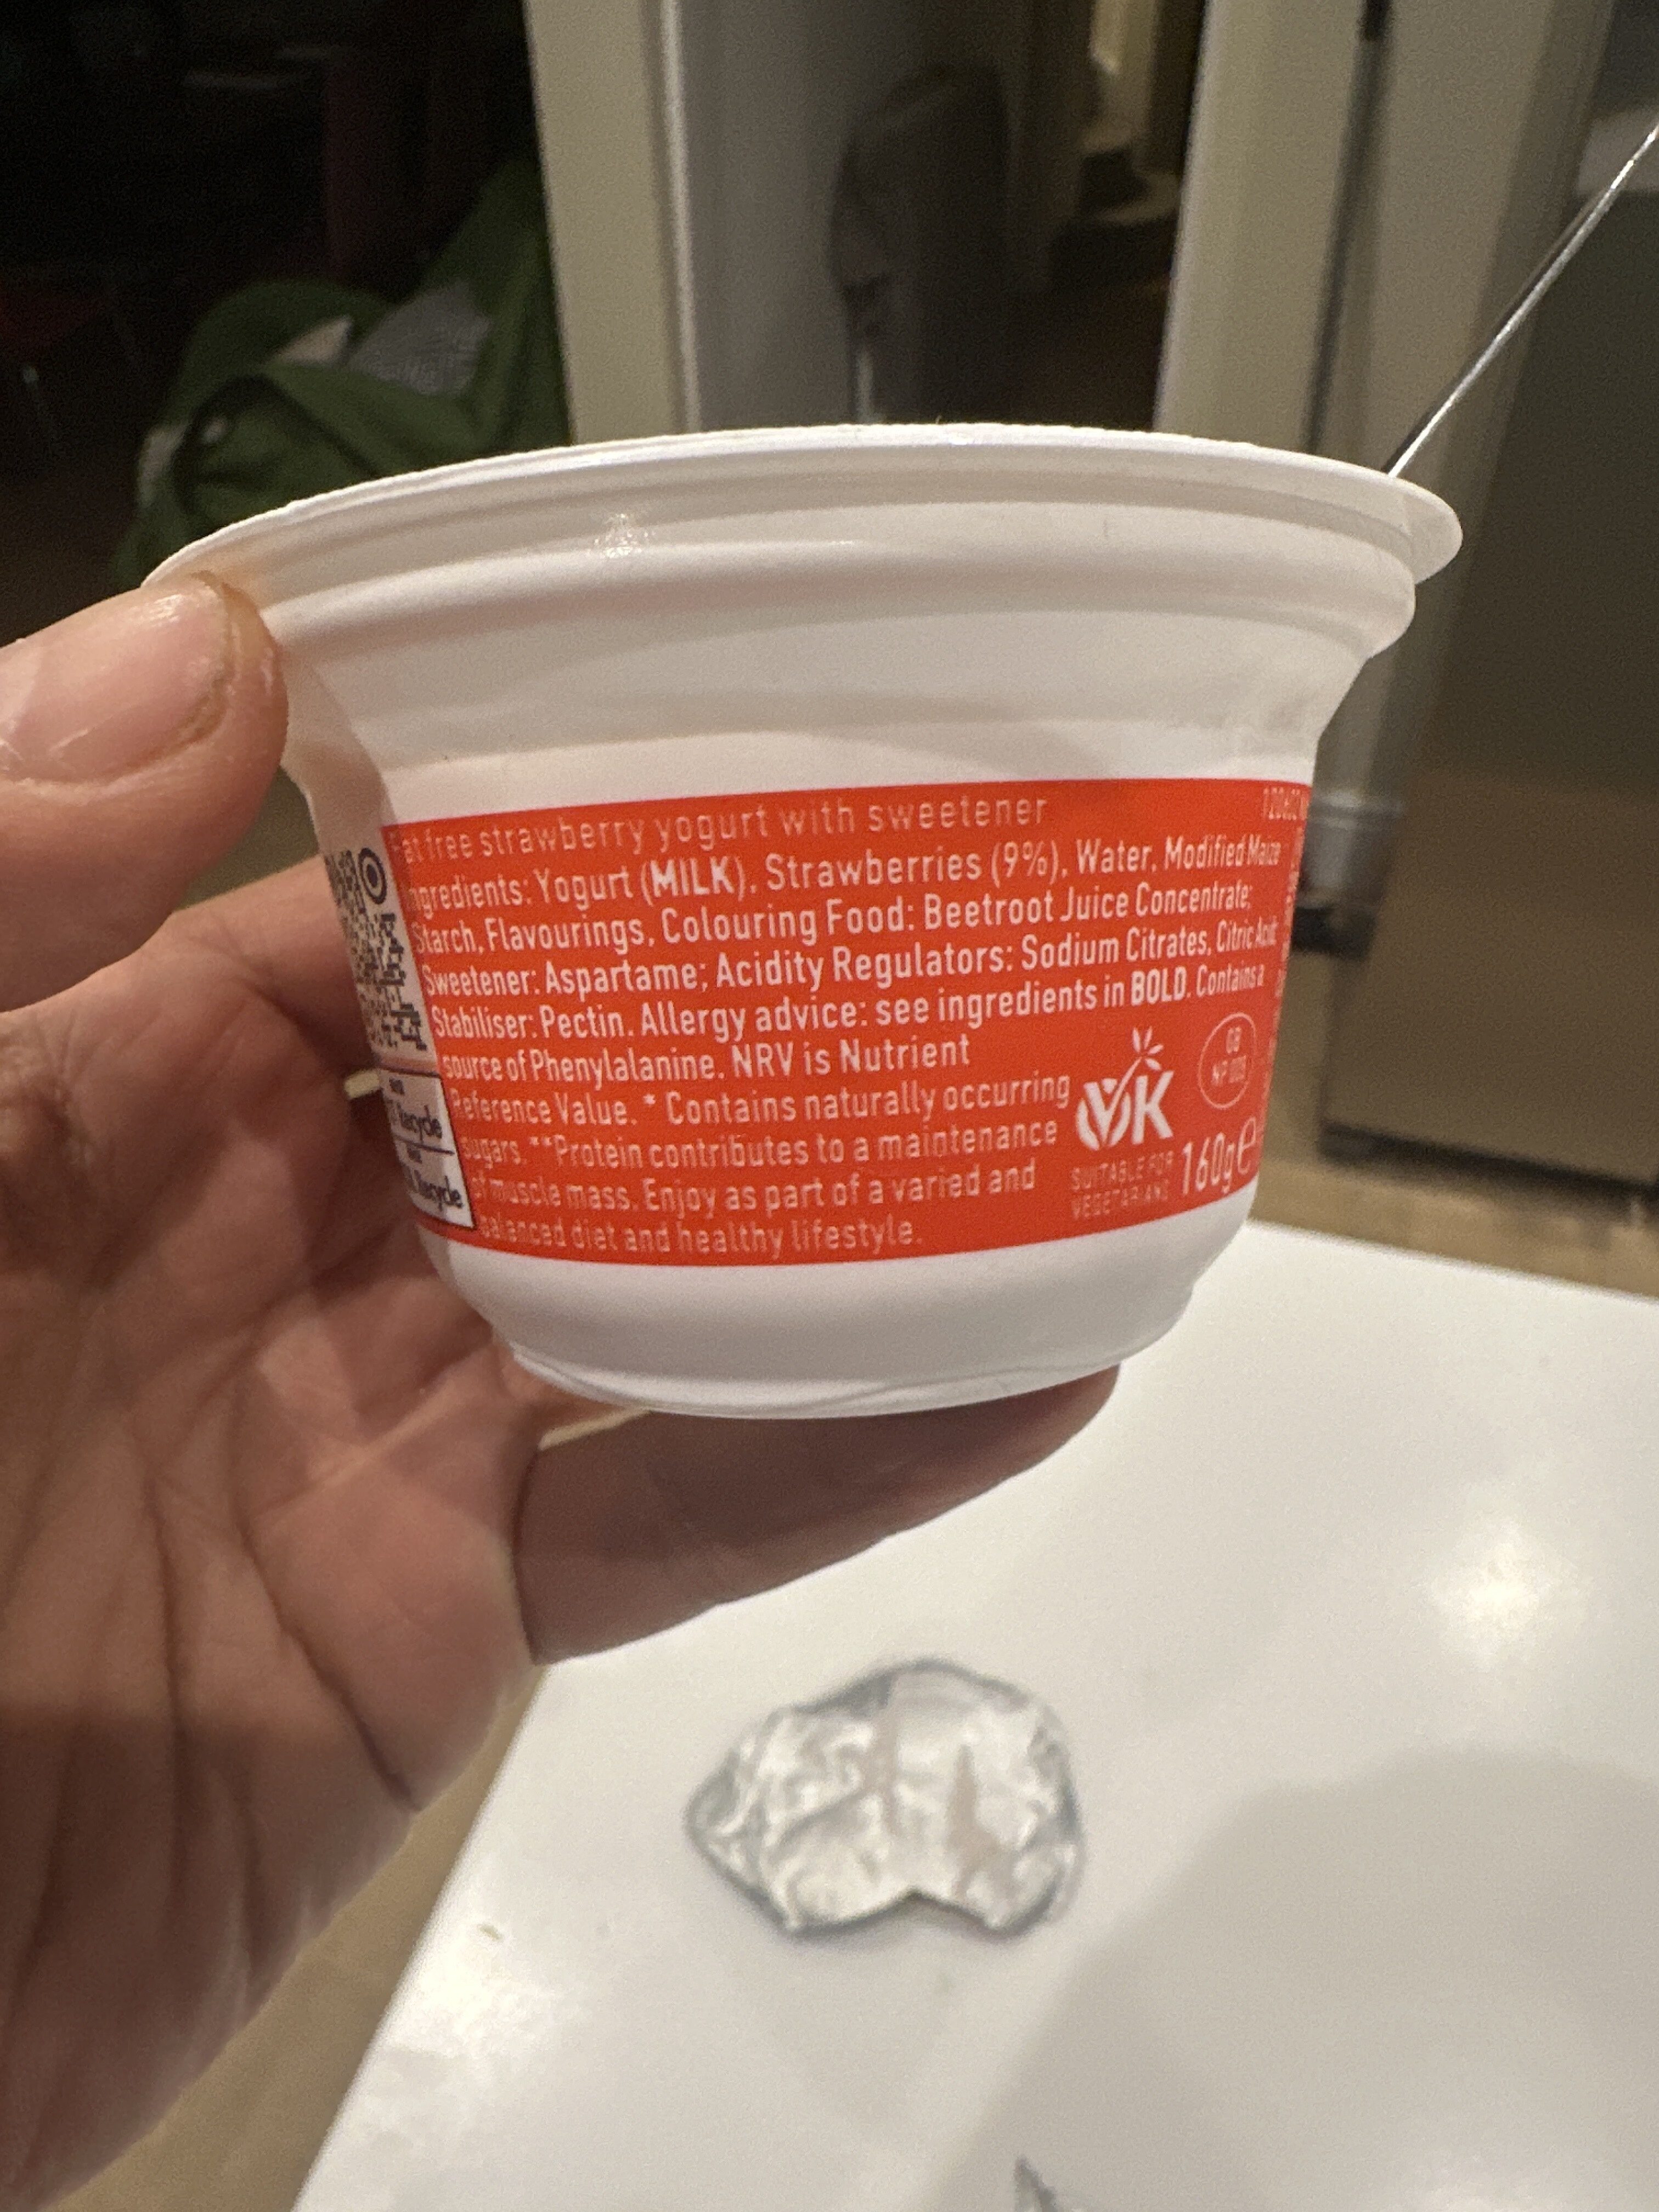 Fat free strawberry yogurt with sweetener
Ingredients: Yogurt (MILK), Strawberries (9%), Water, Modified Maize
Starch, Flavourings, Colouring Food: Beetroot Juice Concentrate;
Sweetener: Aspartame; Acidity Regulators: Sodium Citrates, Citric Acid;
Stabiliser: Pectin. Allergy advice: see ingredients in BOLD. Contains a
source of Phenylalanine. NRV is Nutrient
Reference Value. * Contains naturally occurring
sugars. **Protein contributes to a maintenance
of muscle mass. Enjoy as part of a varied and
balanced diet and healthy lifestyle.
VK
SUITABLE FOR
VEGETARIANS
GB
160g e
Recycle
Recycle